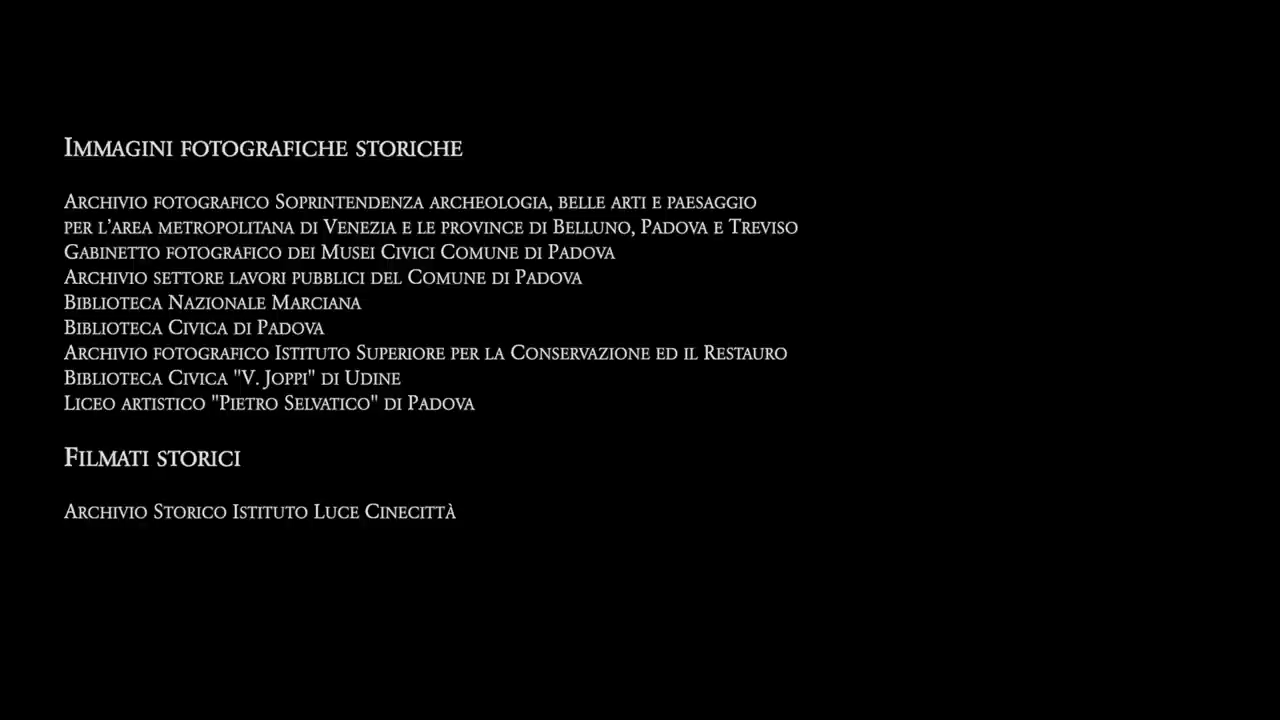 Immagini fotografiche storiche
Archivio fotografico Soprintendenza archeologia, belle arti e paesaggio
per l'area metropolitana di Venezia e le province di Belluno, Padova e Treviso
Gabinetto fotografico dei Musei Civici Comune di Padova
Archivio settore lavori pubblici del Comune di Padova
Biblioteca Nazionale Marciana
Biblioteca Civica di Padova
Archivio fotografico Istituto Superiore per la Conservazione ed il Restauro
Biblioteca Civica "V. Joppi" di Udine
Liceo artistico "Pietro Selvatico" di Padova
Filmati storici
Archivio Storico Istituto Luce Cinecittà